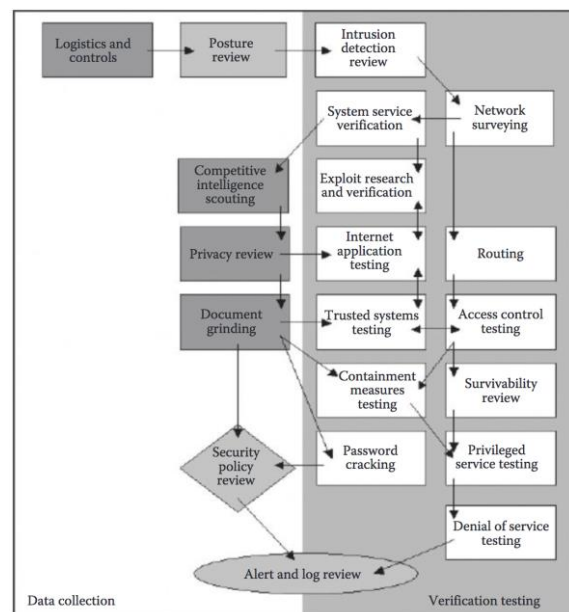 Logistics and
controls
Posture
review
Intrusion
detection
review
System service
verification
Network
surveying
Competitive
intelligence
scouting
Exploit research
and verification
Privacy review
Internet
application
testing
Routing
Document
grinding
Trusted systems
testing
Access control
testing
Containment
measures
testing
Survivability
review
Security
policy
review
Password
cracking
Privileged
service testing
Denial of service
testing
Alert and log review
Data collection
Verification testing